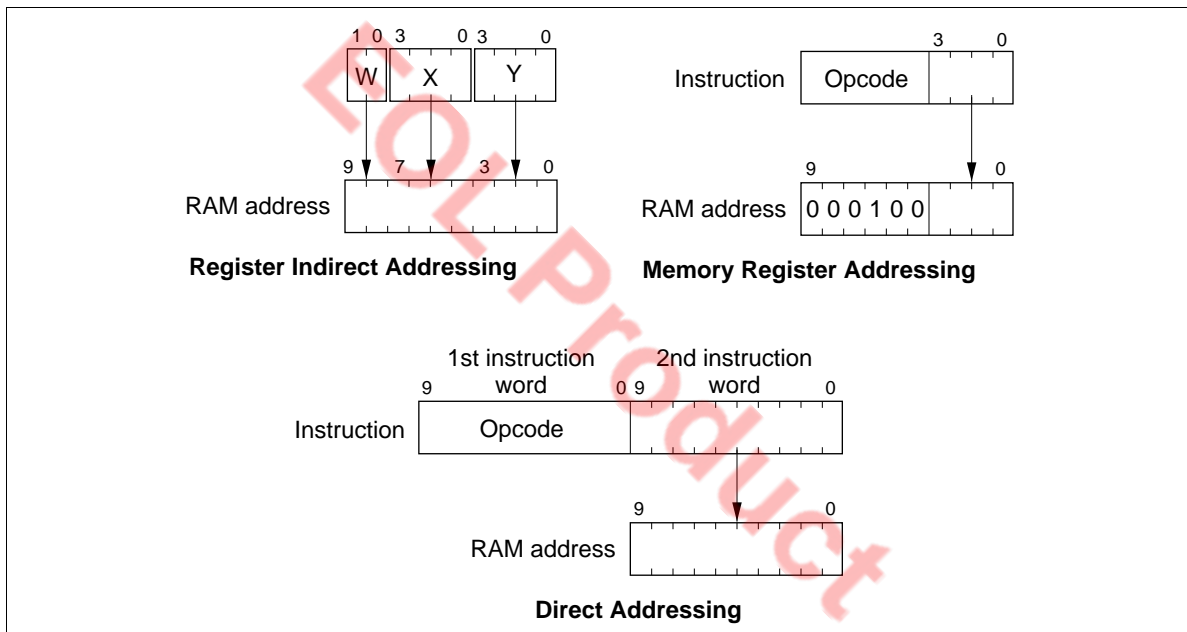 1 0 3 0 3 0
W X Y
9 7 3 0
RAM address
Register Indirect Addressing
3 0
Instruction Opcode
9 0
RAM address 0 0 0 1 0 0
Memory Register Addressing
1st instruction word
2nd instruction word
9 0 9 0
Instruction Opcode
9 0
RAM address
Direct Addressing
EOL Product